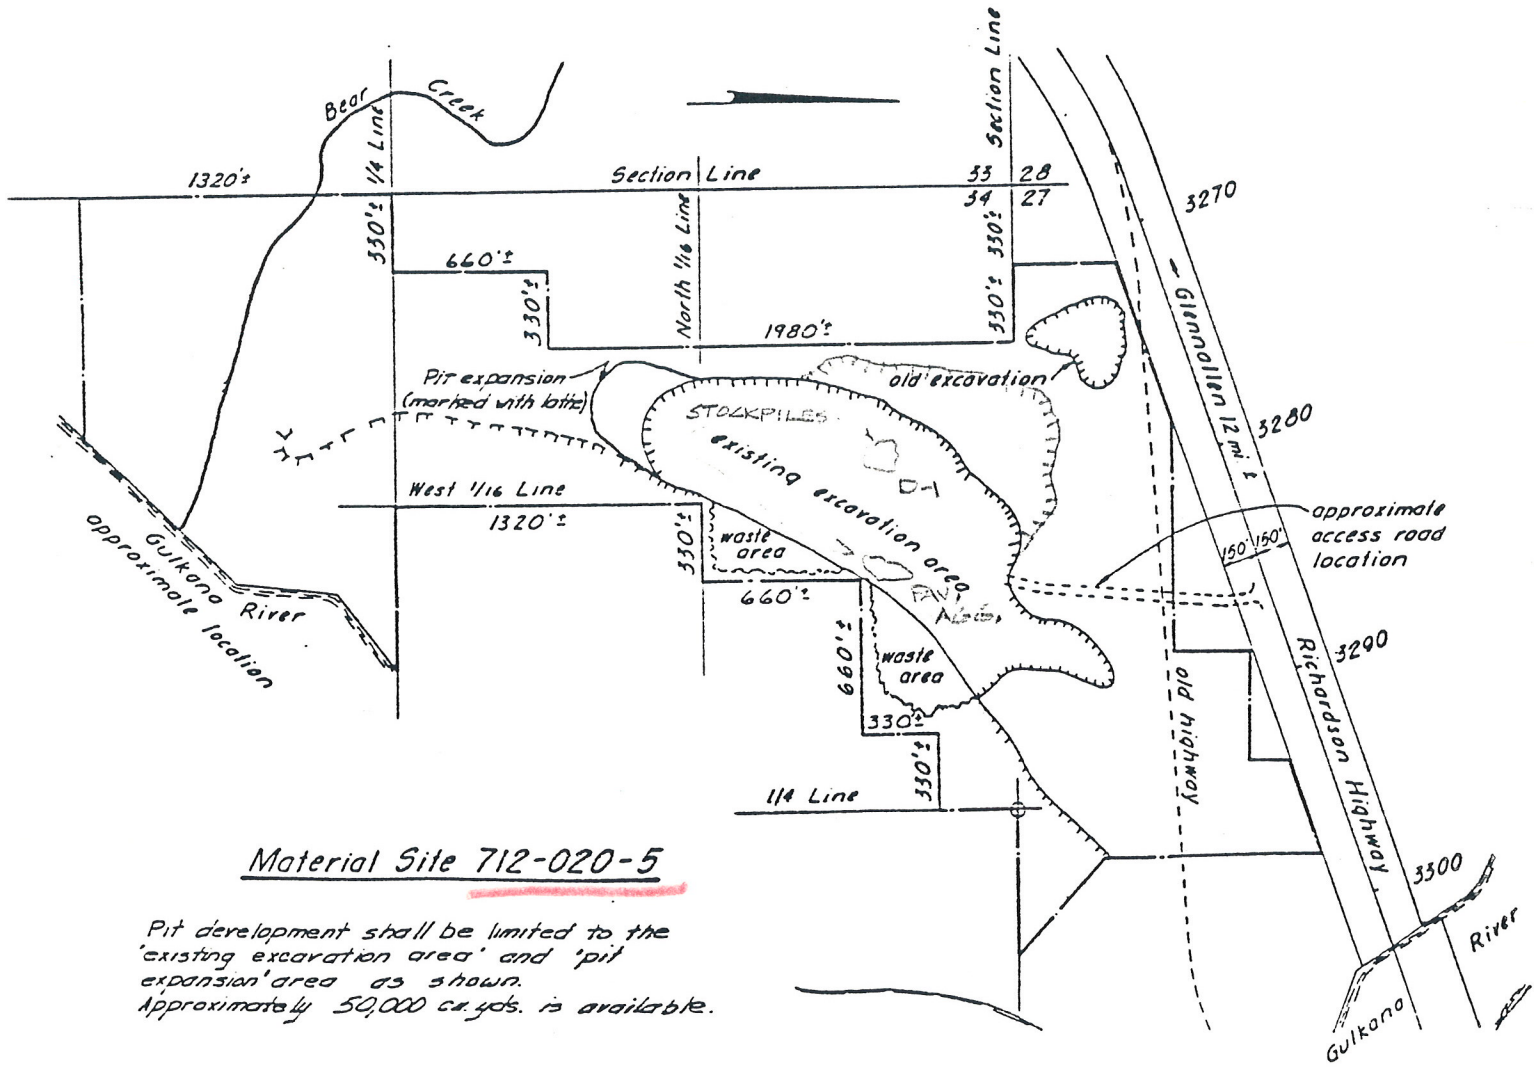 Bear
Creek
Section Line
1/4 Line
1320'±
Section Line
33 28
34 27
3270
330'±
North 1/16 Line
330'±
660'±
330'±
330'±
1980'±
← Glennallen 12 mi.±
Pit expansion
(marked with lathe)
old excavation
STOCKPILES
existing excavation area
3280
West 1/16 Line
1320'±
approximate
access road
location
150' 150'
Gulkana
River
approximate location
330'±
waste
area
660'±
PAV.
AGG.
660'±
waste
area
330'±
330'±
old highway
Richardson Highway
3290
1/4 Line
3300
Material Site 712-020-5
Pit development shall be limited to the
'existing excavation area' and 'pit
expansion' area as shown.
Approximately 50,000 cu. yds. is available.
Gulkana
River